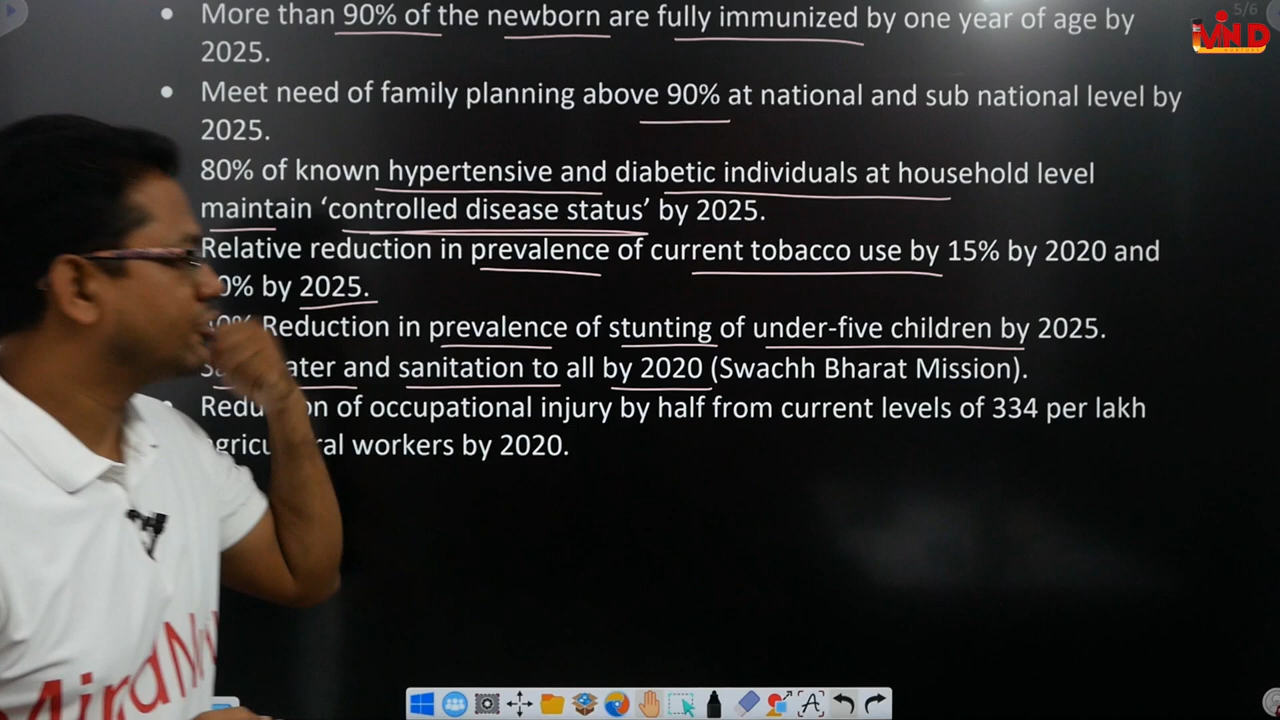 5/6
MIND
• More than 90% of the newborn are fully immunized by one year of age by
2025.
• Meet need of family planning above 90% at national and sub national level by
2025.
80% of known hypertensive and diabetic individuals at household level
maintain ‘controlled disease status’ by 2025.
Relative reduction in prevalence of current tobacco use by 15% by 2020 and
0% by 2025.
Reduction in prevalence of stunting of under-five children by 2025.
and sanitation to all by 2020 (Swachh Bharat Mission).
of occupational injury by half from current levels of 334 per lakh
workers by 2020.